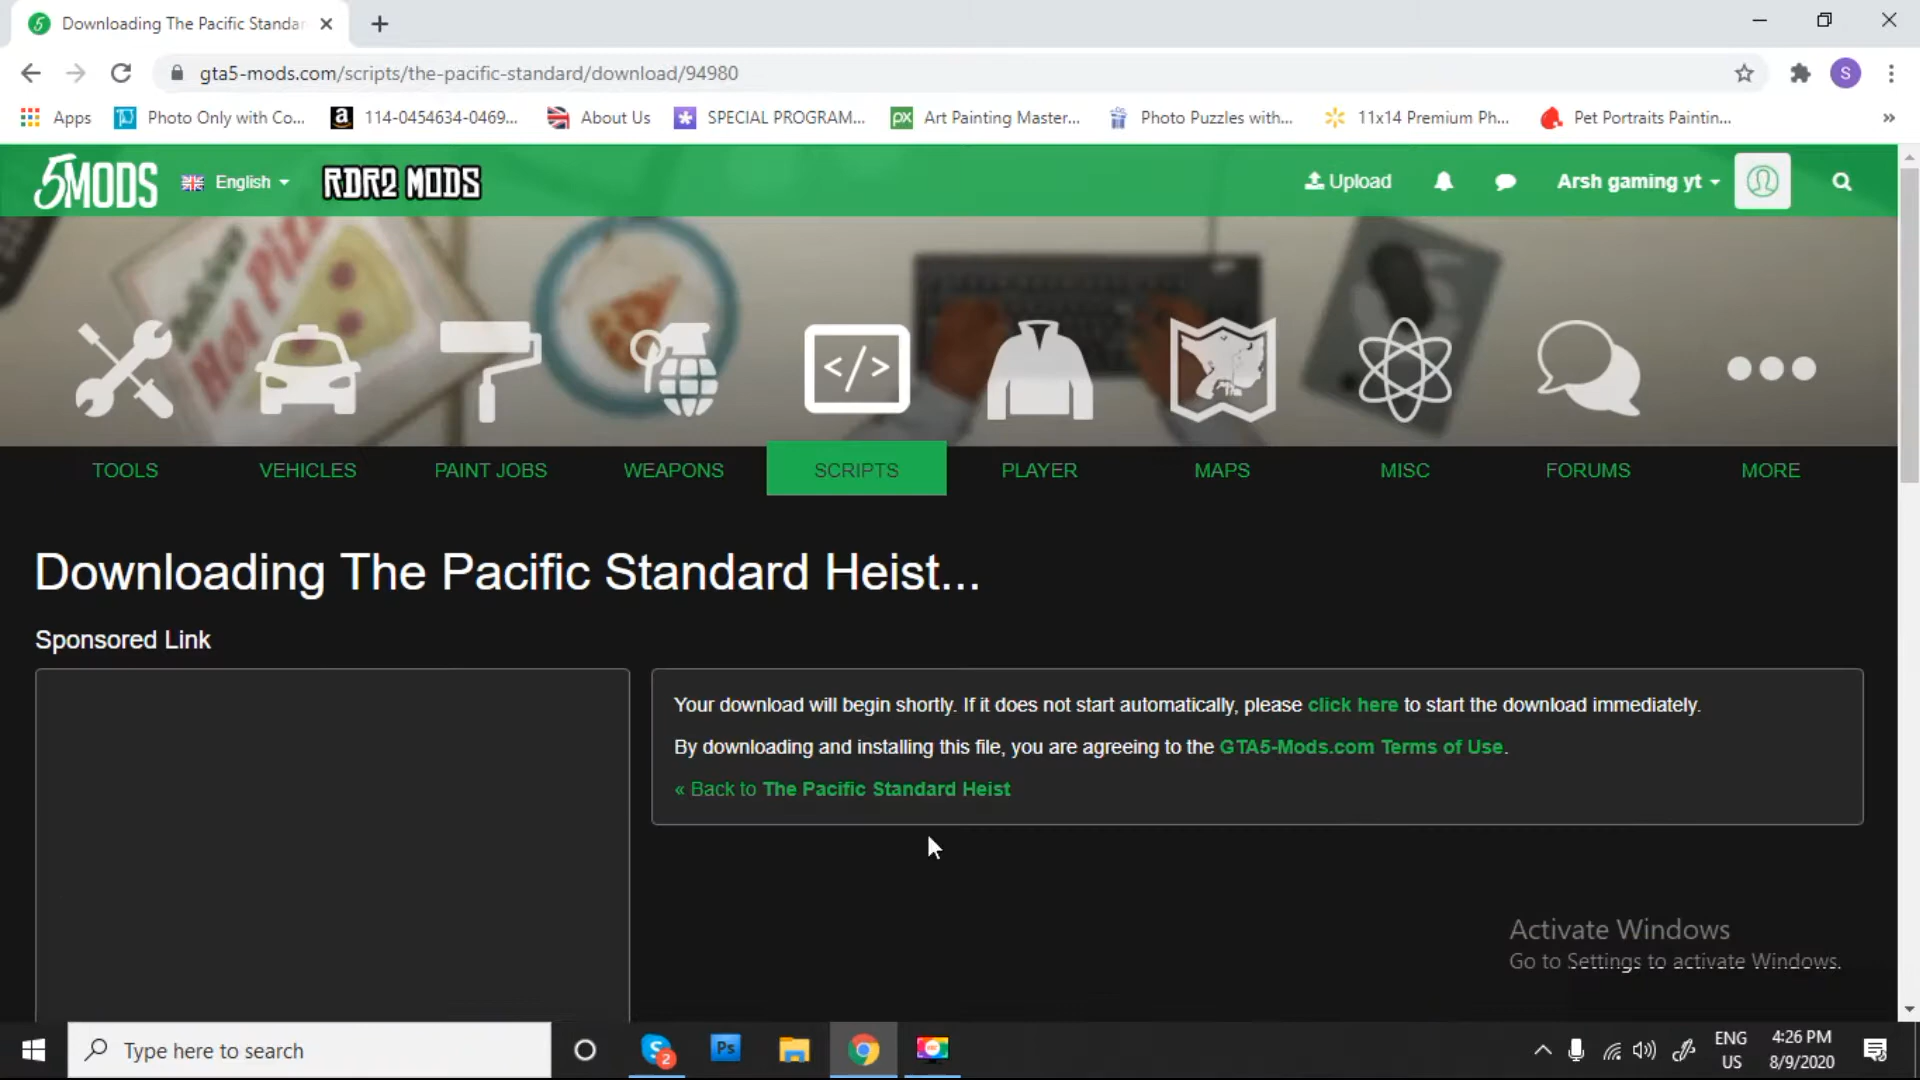 Downloading The Pacific Standar
gta5-mods.com/scripts/the-pacific-standard/download/94980
S
Apps
Photo Only with Co...
114-0454634-0469...
About Us
SPECIAL PROGRAM...
Art Painting Master...
Photo Puzzles with...
11x14 Premium Ph...
Pet Portraits Paintin...
5MODS
English
RDR2 MODS
Upload
Arsh gaming yt
Hot Pizza
TOOLS
VEHICLES
PAINT JOBS
WEAPONS
SCRIPTS
PLAYER
MAPS
MISC
FORUMS
MORE
Downloading The Pacific Standard Heist...
Sponsored Link
Your download will begin shortly. If it does not start automatically, please click here to start the download immediately.
By downloading and installing this file, you are agreeing to the GTA5-Mods.com Terms of Use.
« Back to The Pacific Standard Heist
Activate Windows
Go to Settings to activate Windows.
Type here to search
2
Ps
ENG
US
4:26 PM
8/9/2020